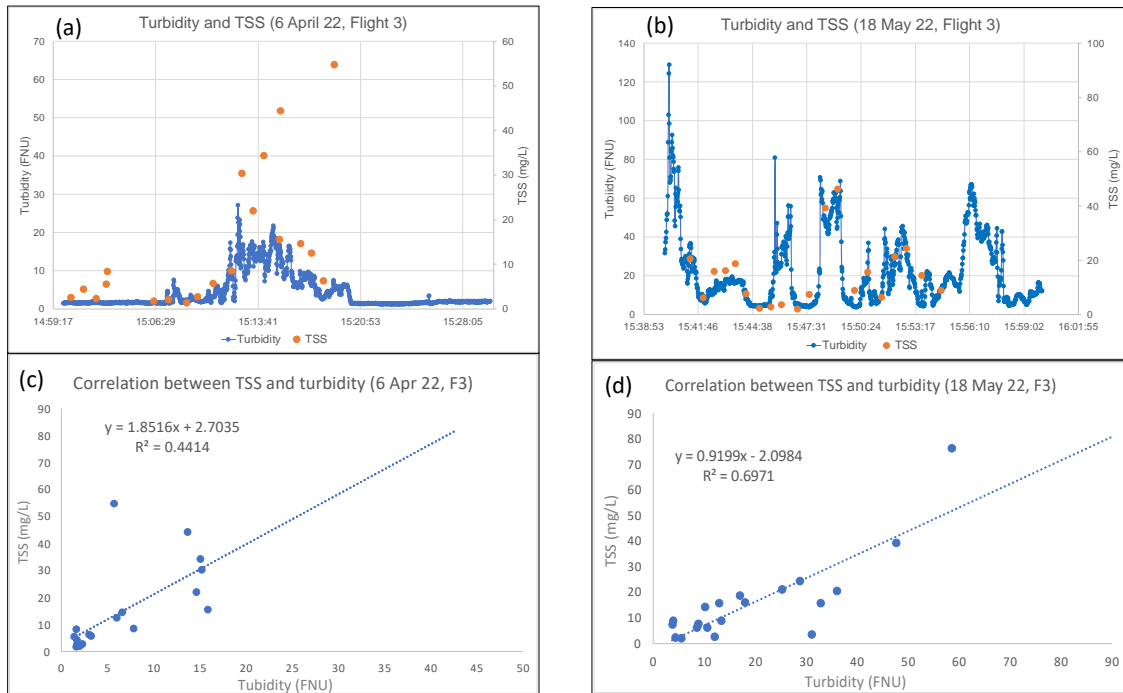 (a) Turbidity and TSS (6 April 22, Flight 3)
70
60
50
40
30
20
10
0
Turbidity (FNU)
60
50
40
30
20
10
0
TSS (mg/L)
14:59:17 15:06:29 15:13:41 15:20:53 15:28:05
Turbidity TSS
(b) Turbidity and TSS (18 May 22, Flight 3)
140
120
100
80
60
40
20
0
Turbidity (FNU)
100
80
60
40
20
0
TSS (mg/L)
15:38:53 15:41:46 15:44:38 15:47:31 15:50:24 15:53:17 15:56:10 15:59:02 16:01:55
Turbidity TSS
(c) Correlation between TSS and turbidity (6 Apr 22, F3)
y = 1.8516x + 2.7035
R² = 0.4414
90
80
70
60
50
40
30
20
10
0
TSS (mg/L)
0 5 10 15 20 25 30 35 40 45 50
Tubidity (FNU)
(d) Correlation between TSS and turbidity (18 May 22, F3)
y = 0.9199x - 2.0984
R² = 0.6971
90
80
70
60
50
40
30
20
10
0
TSS (mg/L)
0 10 20 30 40 50 60 70 80 90
Turbidity (FNU)